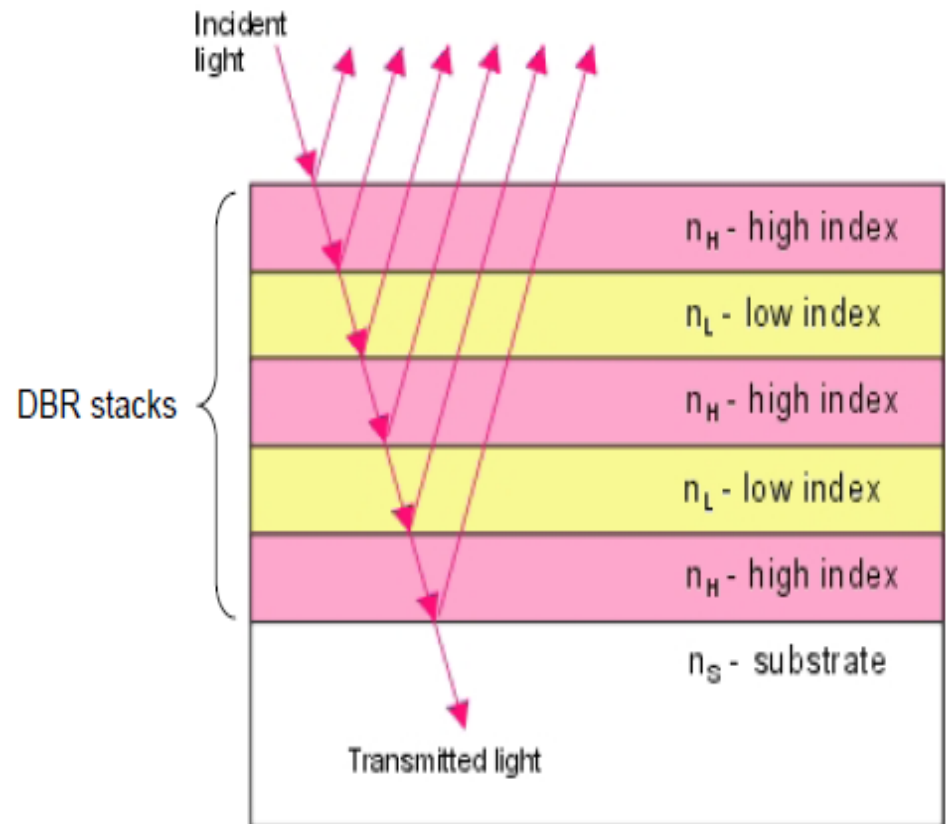 Incident
light
n_H - high index
n_L - low index
DBR stacks
n_H - high index
n_L - low index
n_H - high index
n_S - substrate
Transmitted light